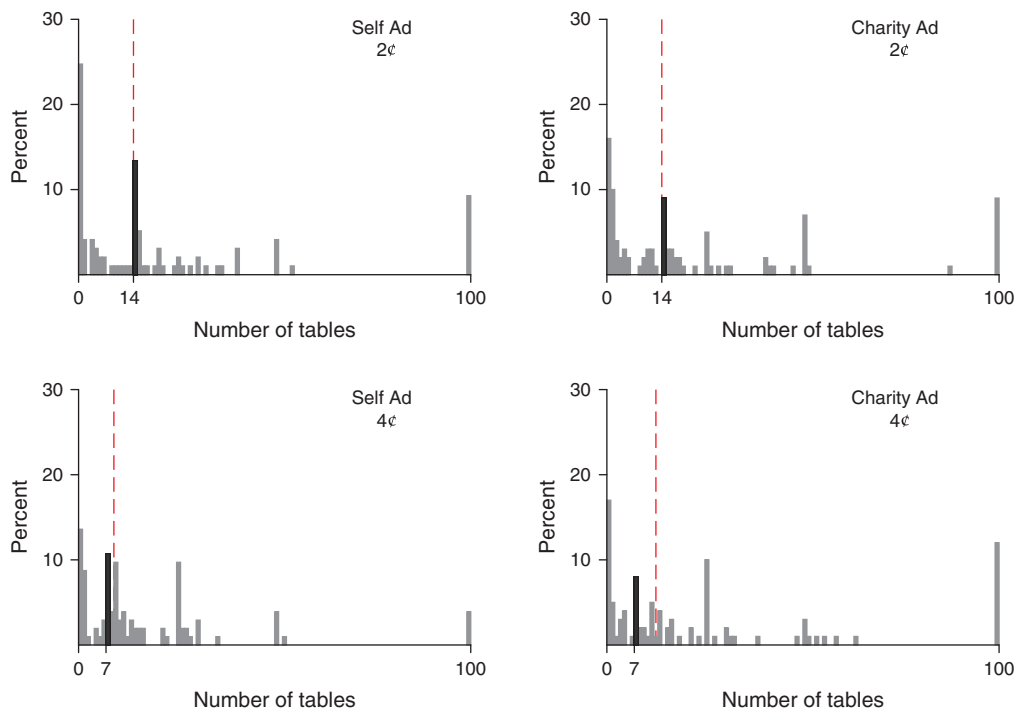 Self Ad
2¢
30
20
10
Percent
0 14 100
Number of tables
Charity Ad
2¢
30
20
10
Percent
0 14 100
Number of tables
Self Ad
4¢
30
20
10
Percent
0 7 100
Number of tables
Charity Ad
4¢
30
20
10
Percent
0 7 100
Number of tables